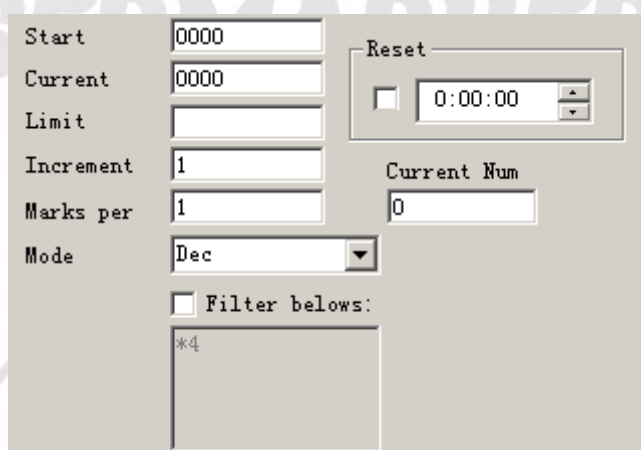 Start 0000
Current 0000
Limit
Increment 1
Marks per 1
Mode Dec
Reset
0:00:00
Current Num
0
Filter belows:
*4